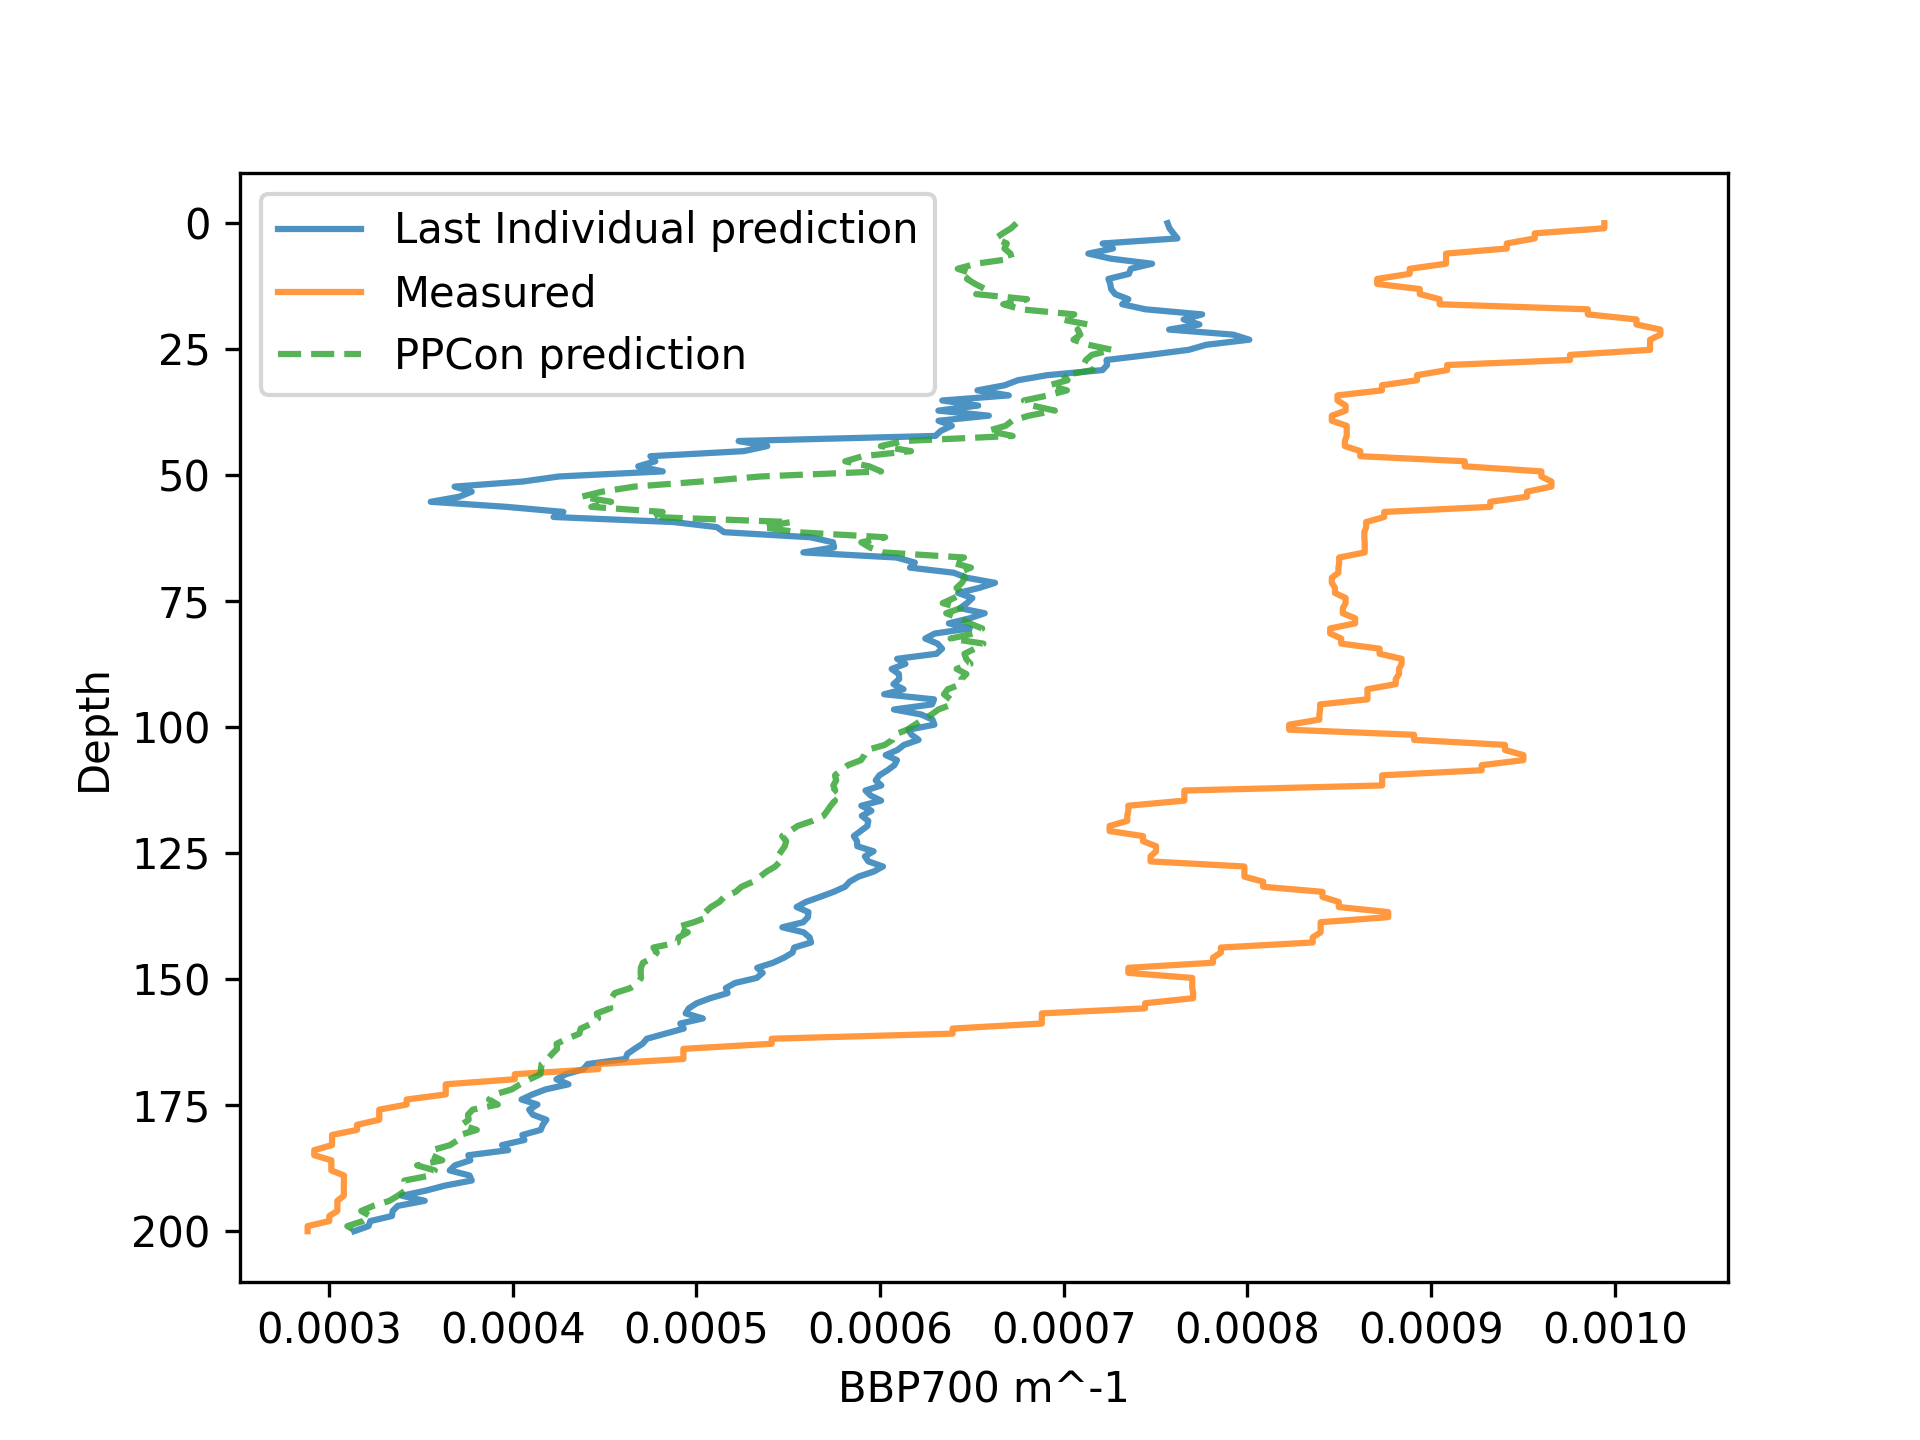 Last Individual prediction
Measured
PPCon prediction
0
25
50
75
100
125
150
175
200
Depth
0.0003 0.0004 0.0005 0.0006 0.0007 0.0008 0.0009 0.0010
BBP700 m^-1